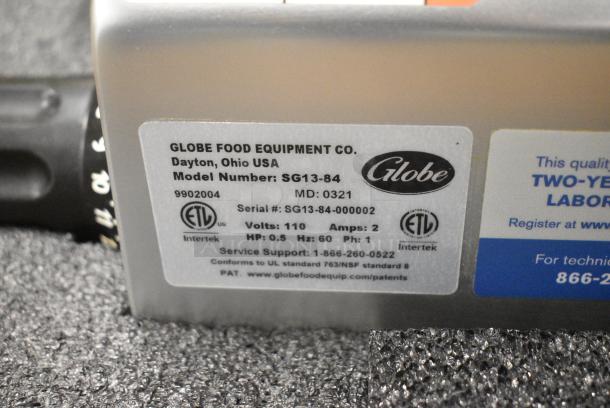 GLOBE FOOD EQUIPMENT CO.
Dayton, Ohio USA
Model Number: SG13-84
Globe
9902004 MD: 0321
Serial #: SG13-84-000002
ETL US
Intertek
Volts: 110 Amps: 2
HP: 0.5 Hz: 60 Ph: 1
ETL
Intertek
Service Support: 1-866-260-0522
Conforms to UL standard 763/NSF standard 8
PAT. www.globefoodequip.com/patents
This quality
TWO-YE
LABOR
Register at www
For technic
866-2